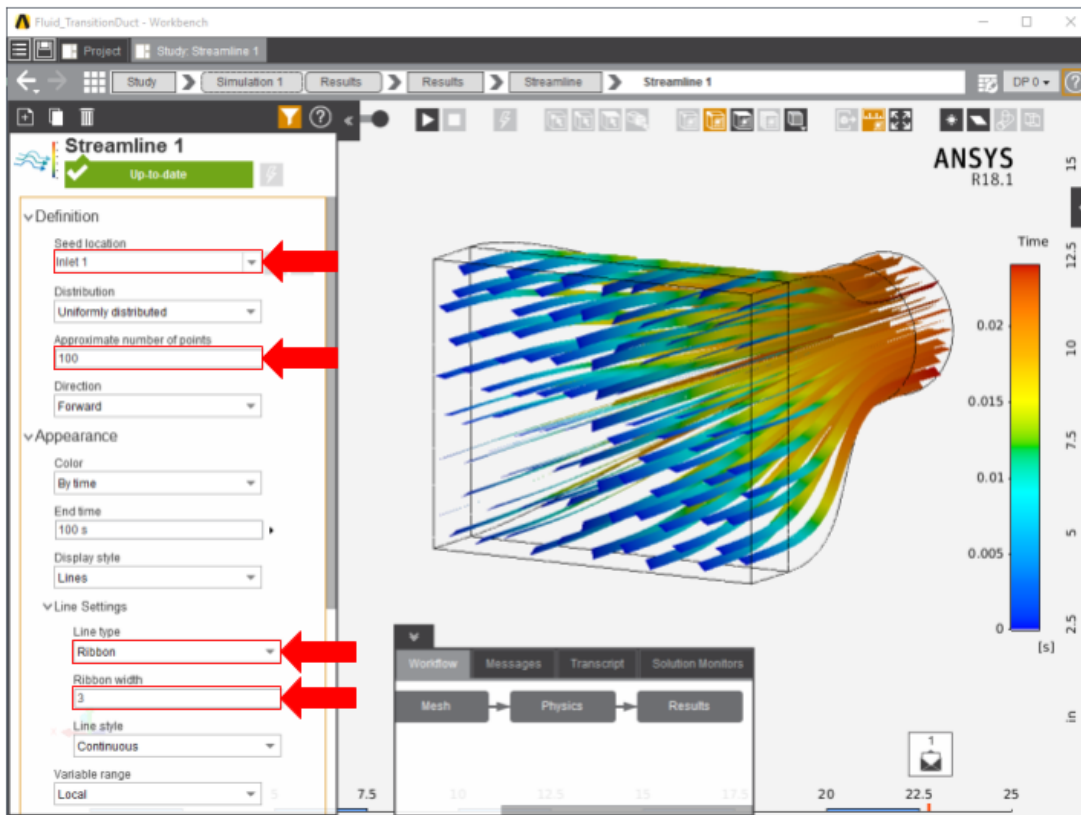 Fluid_TransitionDuct - Workbench
Project
Study: Streamline 1
Study
Simulation 1
Results
Results
Streamline
Streamline 1
DP 0
Streamline 1
Up-to-date
Definition
Seed location
Inlet 1
Distribution
Uniformly distributed
Approximate number of points
100
Direction
Forward
Appearance
Color
By time
End time
100 s
Display style
Lines
Line Settings
Line type
Ribbon
Ribbon width
3
Line style
Continuous
Variable range
Local
ANSYS
R18.1
Time
0.02
0.015
0.01
0.005
0
[s]
15
12.5
10
7.5
5
2.5
in
Workflow
Messages
Transcript
Solution Monitors
Mesh
Physics
Results
1
5
7.5
10
12.5
15
17.5
20
22.5
25